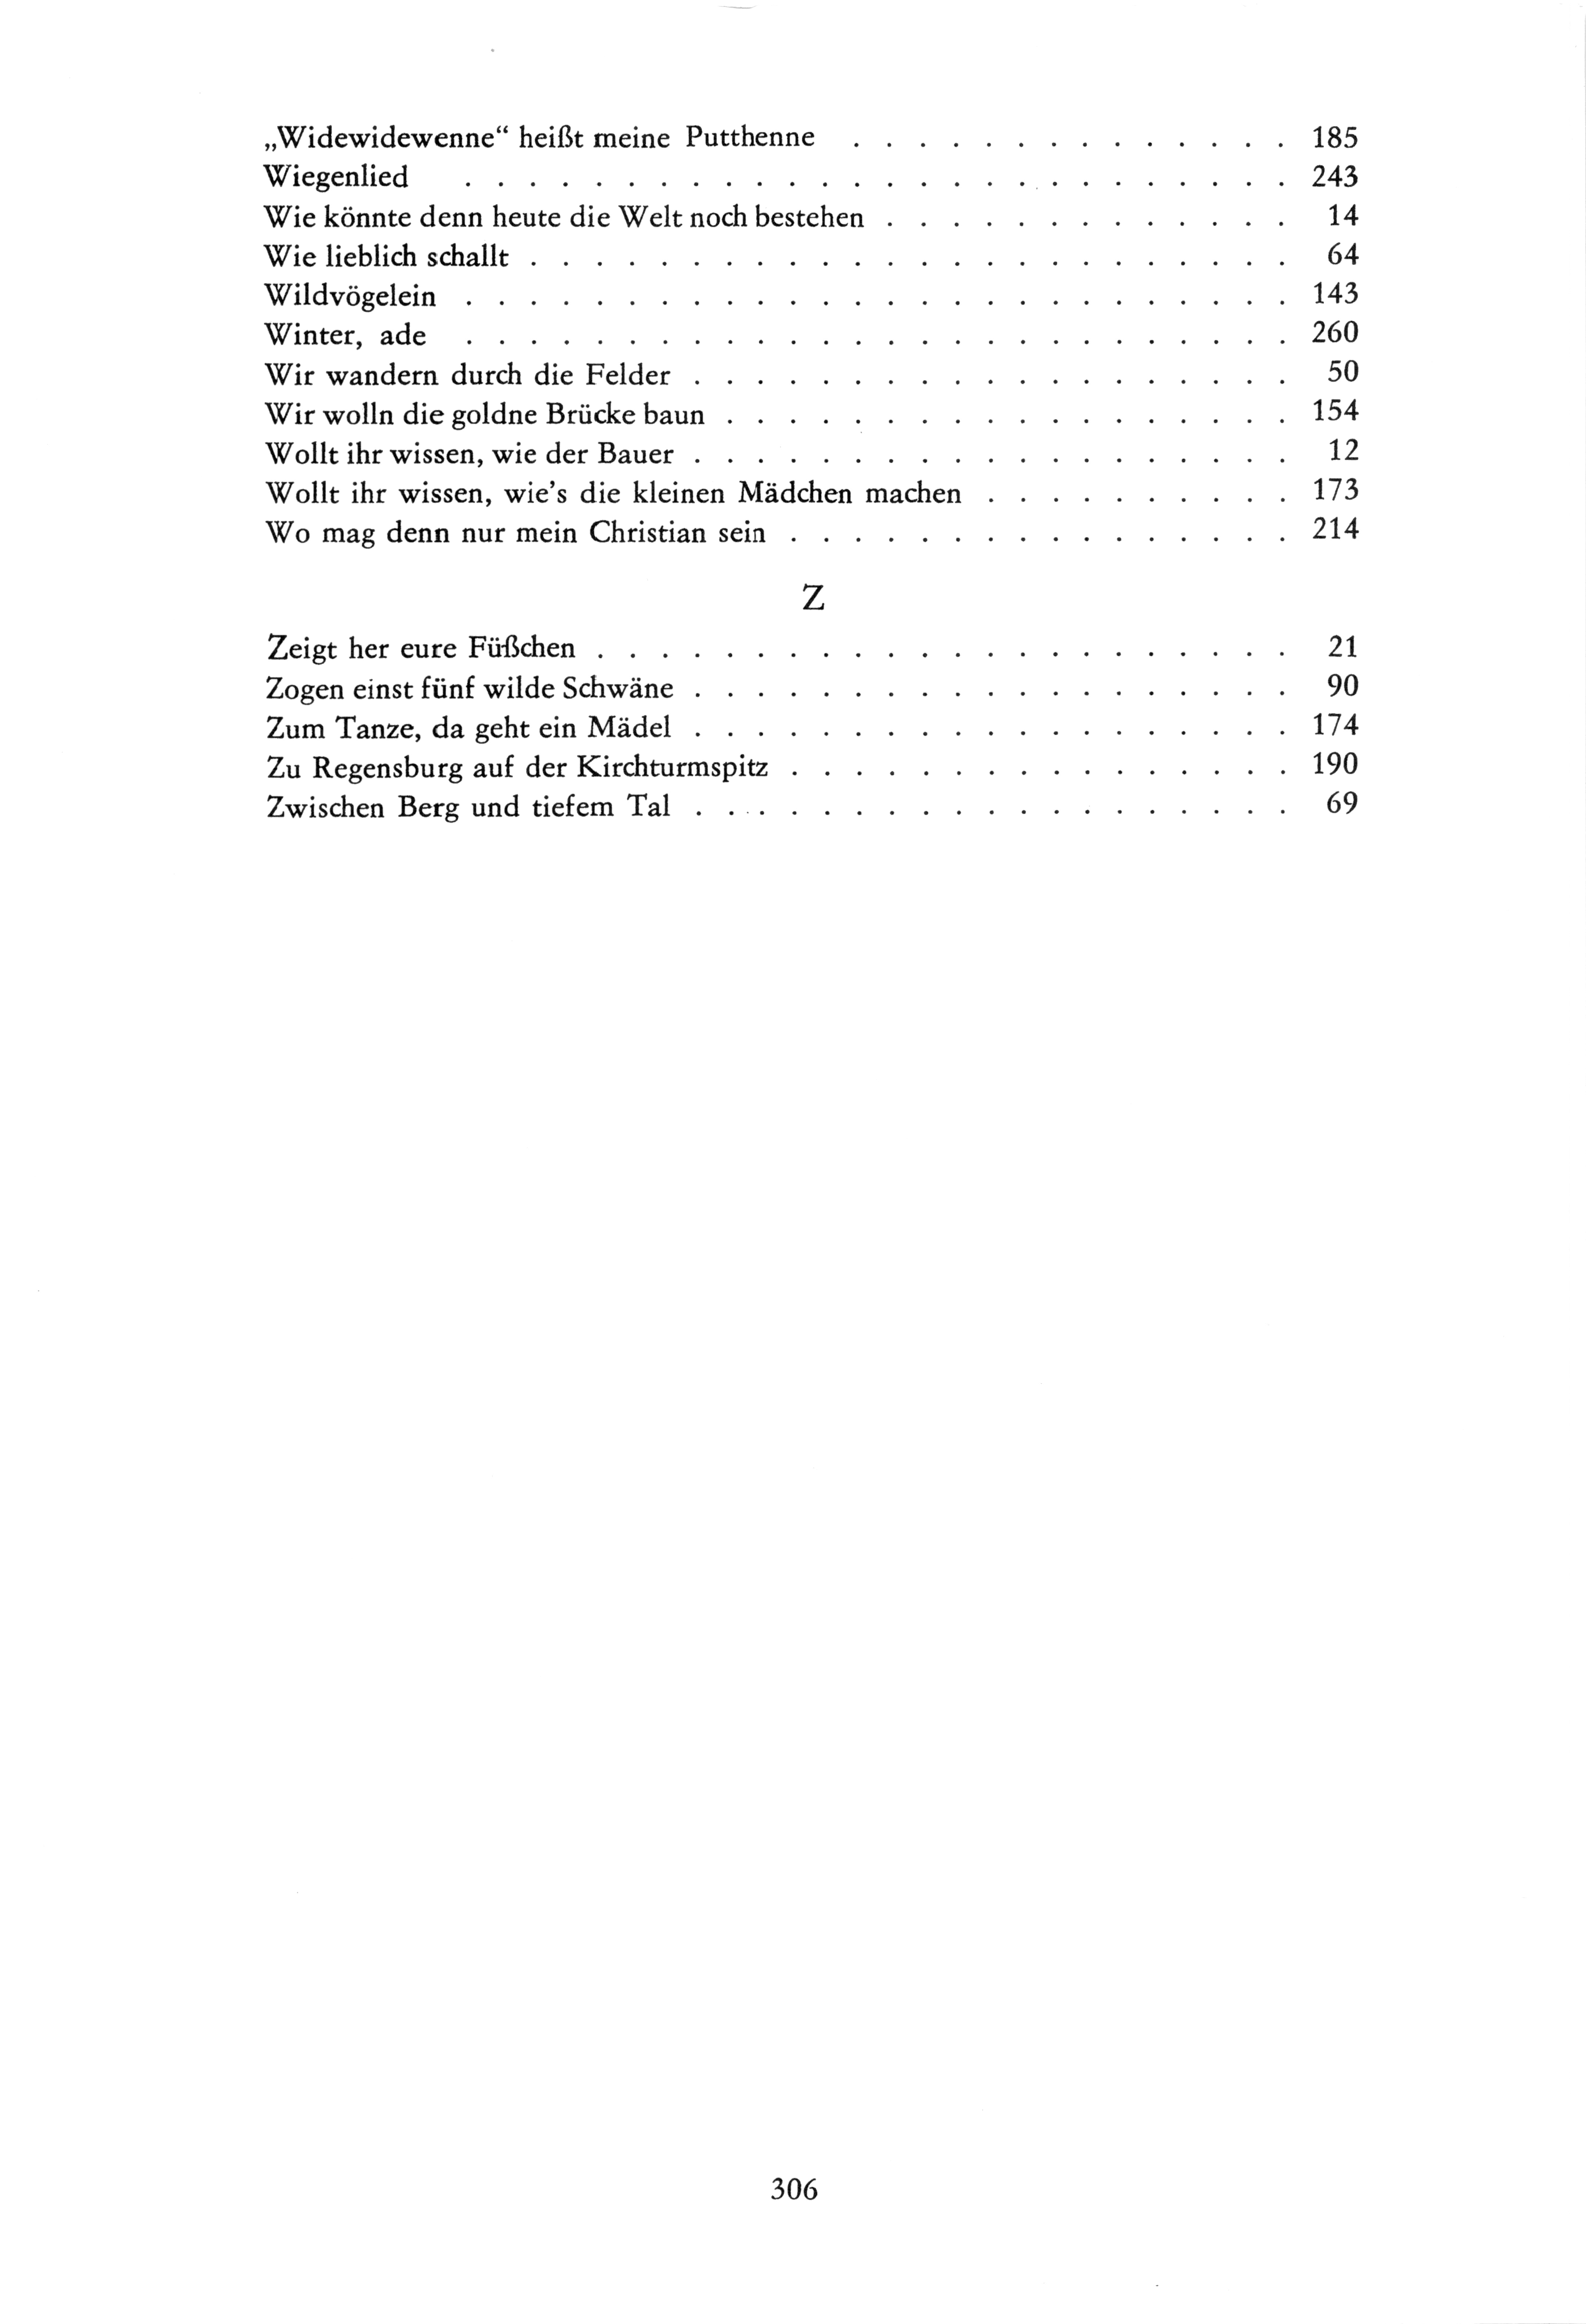 „Widewidewenne“ heißt meine Putthenne . . . . . . . . . . . . . . 185
Wiegenlied . . . . . . . . . . . . . . . . . . . . . . . . . . 243
Wie könnte denn heute die Welt noch bestehen . . . . . . . . . . . . . 14
Wie lieblich schallt . . . . . . . . . . . . . . . . . . . . . . . . 64
Wildvögelein . . . . . . . . . . . . . . . . . . . . . . . . . . 143
Winter, ade . . . . . . . . . . . . . . . . . . . . . . . . . . 260
Wir wandern durch die Felder . . . . . . . . . . . . . . . . . . . 50
Wir wolln die goldne Brücke baun . . . . . . . . . . . . . . . . . . 154
Wollt ihr wissen, wie der Bauer . . . . . . . . . . . . . . . . . . . 12
Wollt ihr wissen, wie’s die kleinen Mädchen machen . . . . . . . . . . 173
Wo mag denn nur mein Christian sein . . . . . . . . . . . . . . . . 214
Z
Zeigt her eure Füßchen . . . . . . . . . . . . . . . . . . . . . . 21
Zogen einst fünf wilde Schwäne . . . . . . . . . . . . . . . . . . . 90
Zum Tanze, da geht ein Mädel . . . . . . . . . . . . . . . . . . . 174
Zu Regensburg auf der Kirchturmspitz . . . . . . . . . . . . . . . . 190
Zwischen Berg und tiefem Tal . . . . . . . . . . . . . . . . . . . 69
306